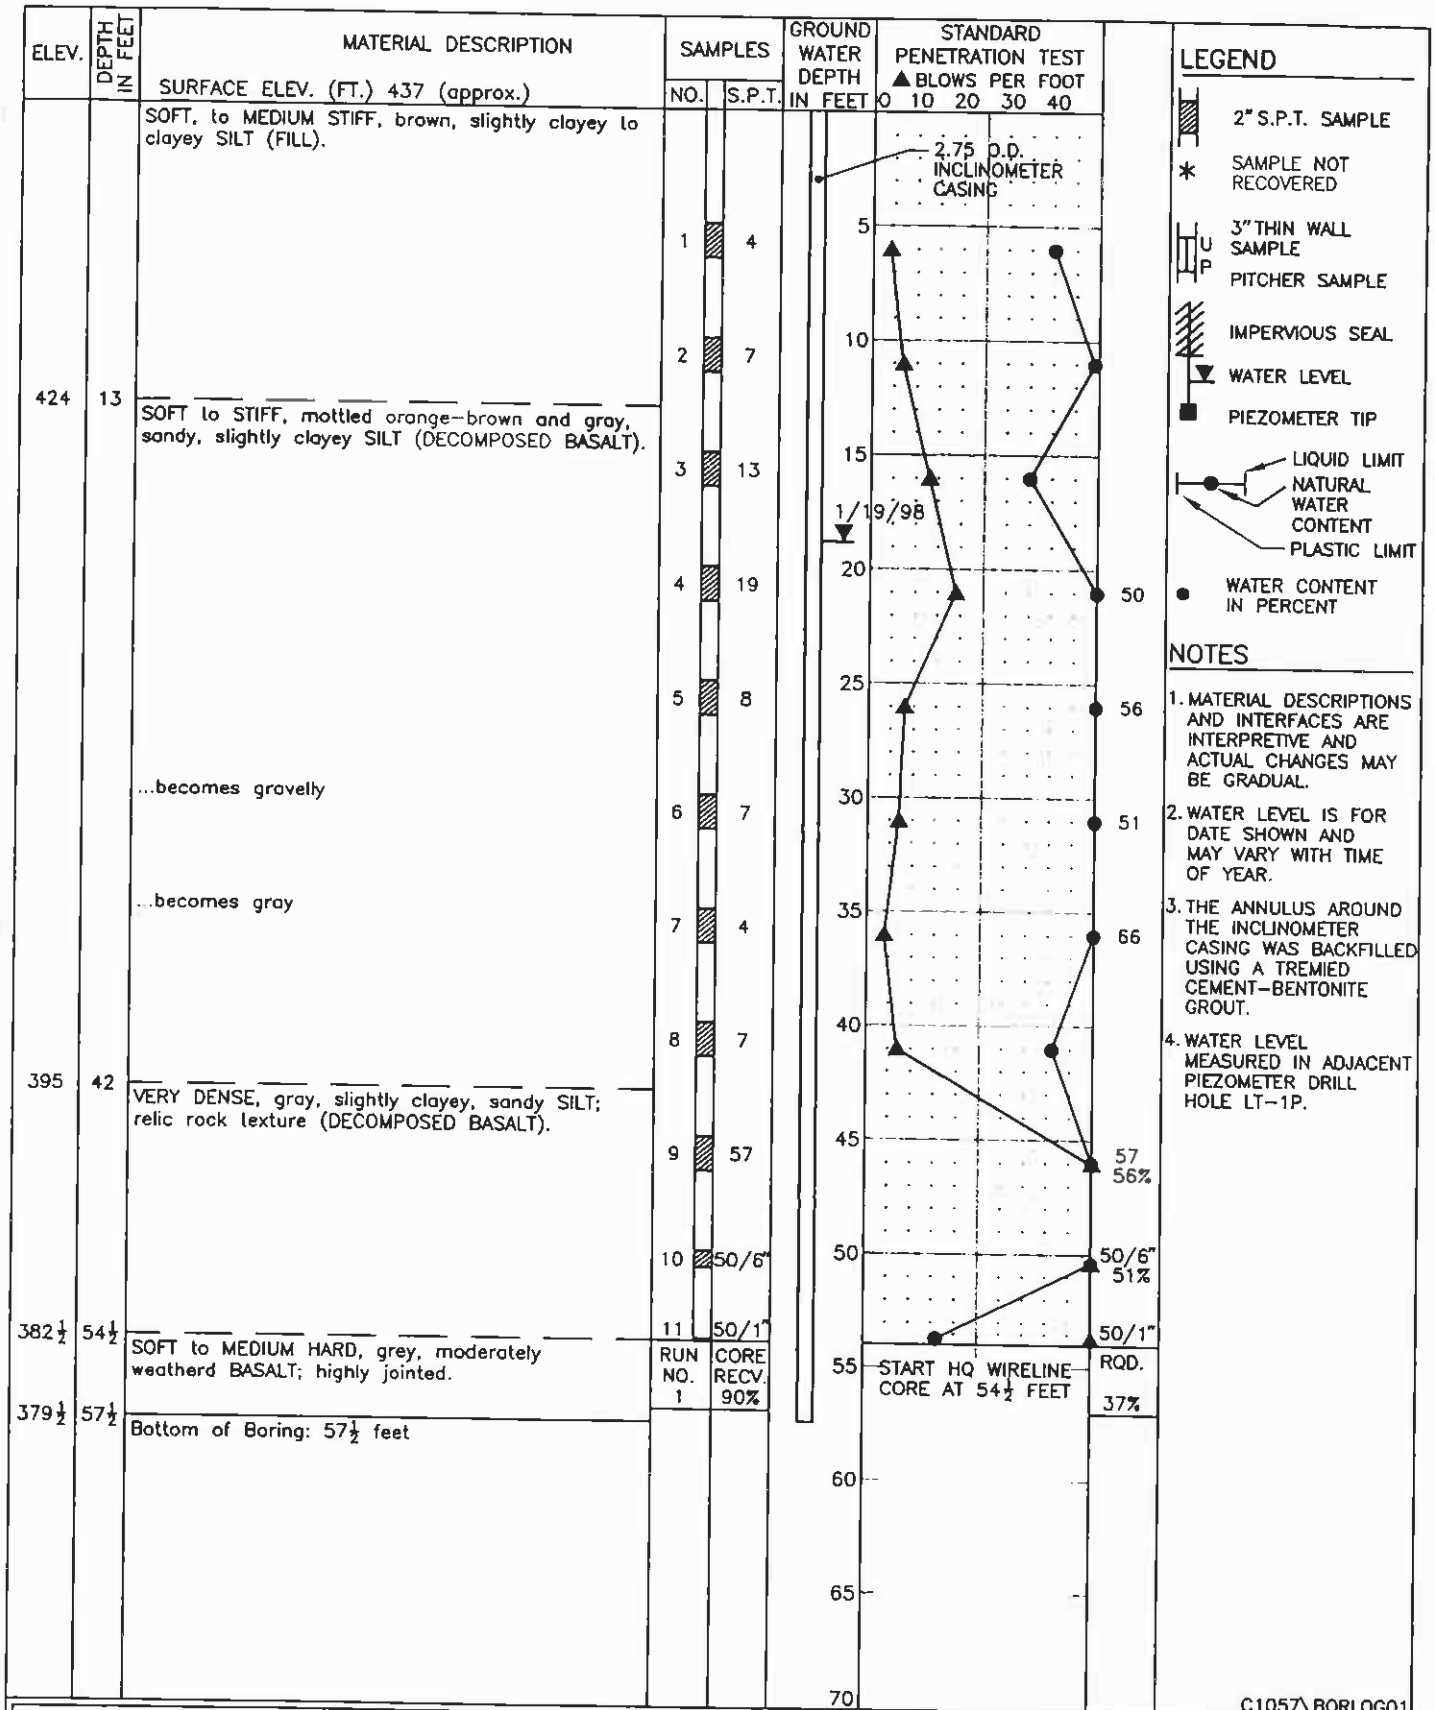 ELEV.
DEPTH IN FEET
MATERIAL DESCRIPTION
SURFACE ELEV. (FT.) 437 (approx.)
SAMPLES
NO.
S.P.T.
GROUND
WATER
DEPTH
IN FEET
STANDARD
PENETRATION TEST
▲ BLOWS PER FOOT
0 10 20 30 40
SOFT, to MEDIUM STIFF, brown, slightly clayey to
clayey SILT (FILL).
2.75 O.D.
INCLINOMETER
CASING
5
1 4
10
2 7
424 13
SOFT to STIFF, mottled orange-brown and gray,
sandy, slightly clayey SILT (DECOMPOSED BASALT).
15
3 13
1/19/98
20
4 19
50
25
5 8
56
...becomes gravelly
30
6 7
51
...becomes gray
35
7 4
66
40
8 7
395 42
VERY DENSE, gray, slightly clayey, sandy SILT;
relic rock texture (DECOMPOSED BASALT).
45
9 57
57
56%
50
10 50/6"
50/6"
51%
382½ 54½
11 50/1"
50/1"
SOFT to MEDIUM HARD, grey, moderately
weatherd BASALT; highly jointed.
RUN
NO.
1
CORE
RECV.
90%
55
START HQ WIRELINE
CORE AT 54½ FEET
RQD.
37%
379½ 57½
Bottom of Boring: 57½ feet
60
65
70
LEGEND
2" S.P.T. SAMPLE
* SAMPLE NOT
RECOVERED
3" THIN WALL
U SAMPLE
P PITCHER SAMPLE
IMPERVIOUS SEAL
WATER LEVEL
PIEZOMETER TIP
LIQUID LIMIT
NATURAL
WATER
CONTENT
PLASTIC LIMIT
● WATER CONTENT
IN PERCENT
NOTES
1. MATERIAL DESCRIPTIONS
AND INTERFACES ARE
INTERPRETIVE AND
ACTUAL CHANGES MAY
BE GRADUAL.
2. WATER LEVEL IS FOR
DATE SHOWN AND
MAY VARY WITH TIME
OF YEAR.
3. THE ANNULUS AROUND
THE INCLINOMETER
CASING WAS BACKFILLED
USING A TREMIED
CEMENT-BENTONITE
GROUT.
4. WATER LEVEL
MEASURED IN ADJACENT
PIEZOMETER DRILL
HOLE LT-1P.
C1057\BORLOG01